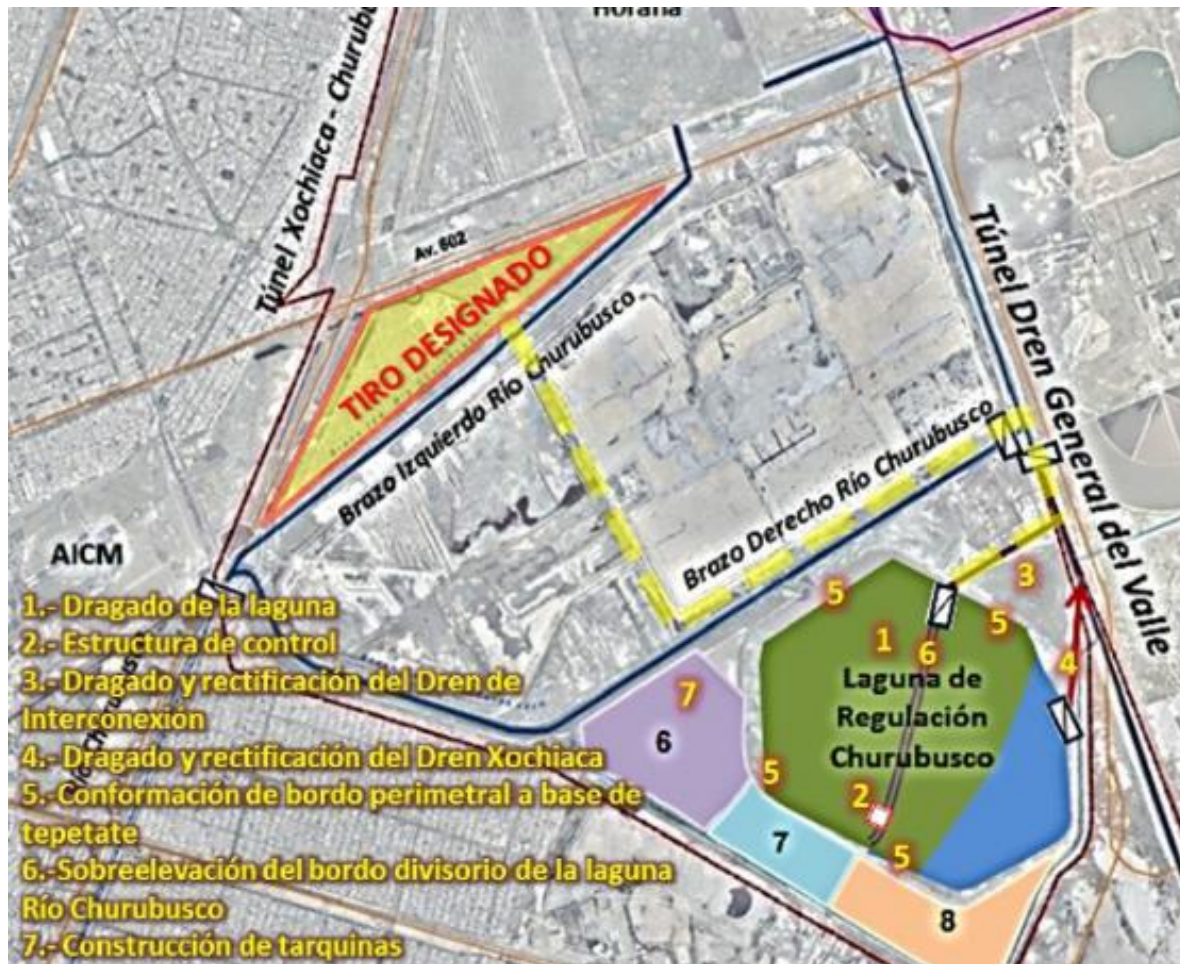 Túnel Xochiaca - Churubu
Av. 602
TIRO DESIGNADO
Brazo Izquierdo Río Churubusco
Túnel Dren General del Valle
Brazo Derecho Río Churubusco
AICM
5
3
1
6
5
Laguna de
Regulación
Churubusco
4
7
6
5
2
7
5
8
1.- Dragado de la laguna
2.- Estructura de control
3.- Dragado y rectificación del Dren de
Interconexión
4.- Dragado y rectificación del Dren Xochiaca
5.-Conformación de bordo perimetral a base de
tepetate
6.-Sobreelevación del bordo divisorio de la laguna
Río Churubusco
7.- Construcción de tarquinas